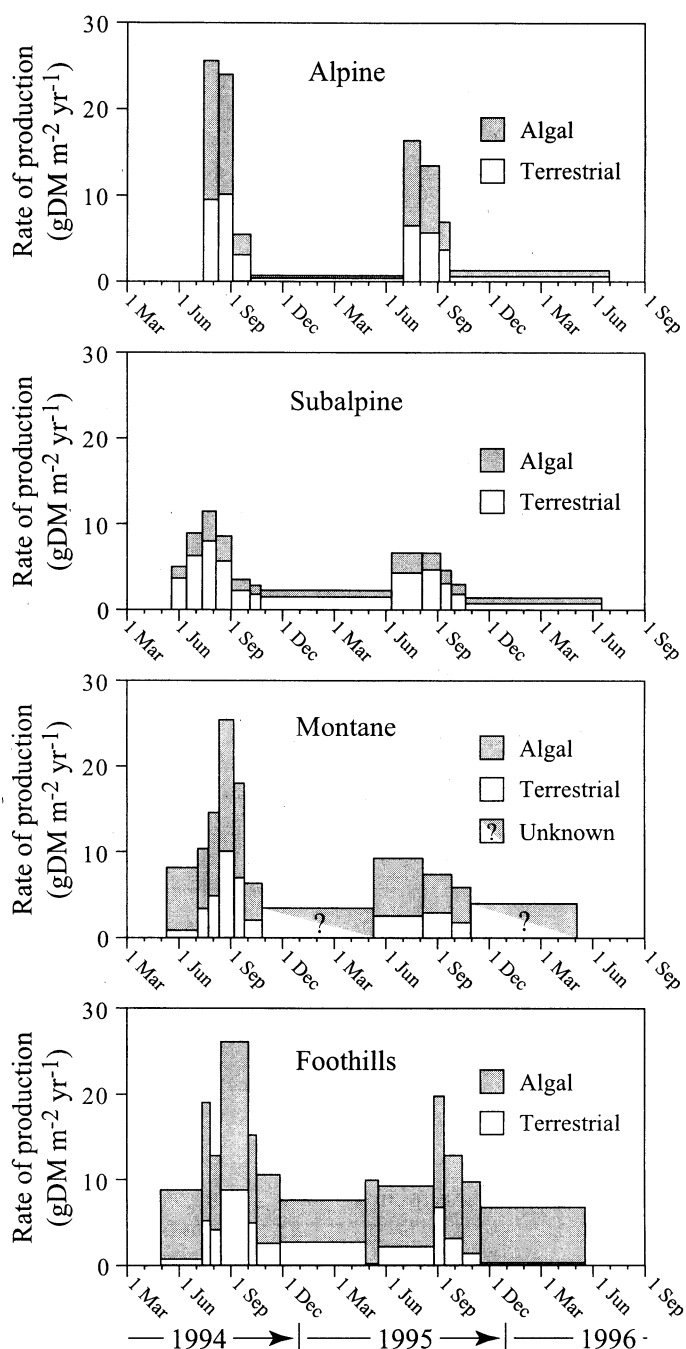 Alpine
Rate of production
(gDM m-2 yr-1)
30
20
10
0
Algal
Terrestrial
1 Mar
1 Jun
1 Sep
1 Dec
1 Mar
1 Jun
1 Sep
1 Dec
1 Mar
1 Jun
1 Sep
Subalpine
Rate of production
(gDM m-2 yr-1)
30
20
10
0
Algal
Terrestrial
1 Mar
1 Jun
1 Sep
1 Dec
1 Mar
1 Jun
1 Sep
1 Dec
1 Mar
1 Jun
1 Sep
Montane
Rate of production
(gDM m-2 yr-1)
30
20
10
0
Algal
Terrestrial
? Unknown
?
?
1 Mar
1 Jun
1 Sep
1 Dec
1 Mar
1 Jun
1 Sep
1 Dec
1 Mar
1 Jun
1 Sep
Foothills
Rate of production
(gDM m-2 yr-1)
30
20
10
0
Algal
Terrestrial
1 Mar
1 Jun
1 Sep
1 Dec
1 Mar
1 Jun
1 Sep
1 Dec
1 Mar
1 Jun
1 Sep
1994 1995 1996